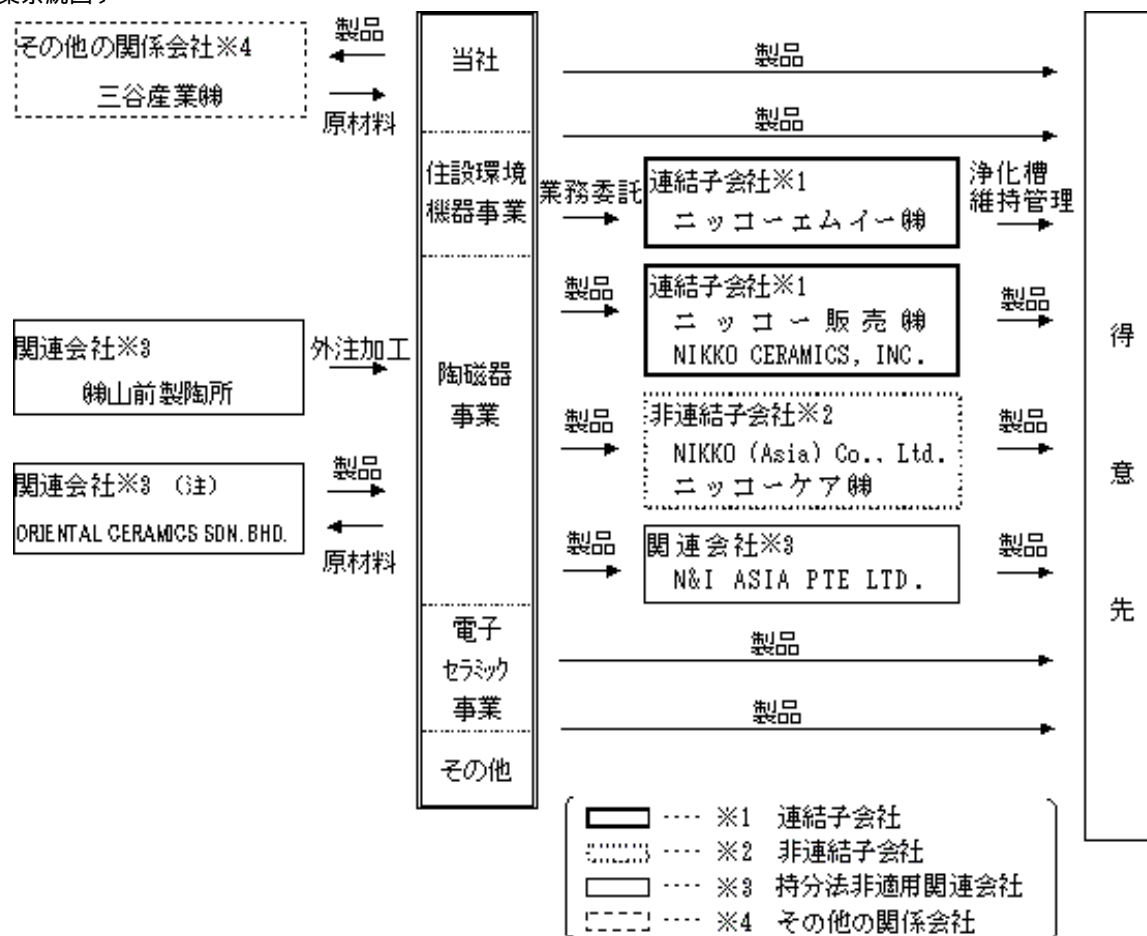 その他の関係会社※4
三谷産業㈱
製品
原材料
当社
製品
製品
住設環境
機器事業
業務委託
連結子会社※1
ニッコーエムイー㈱
浄化槽
維持管理
製品
連結子会社※1
ニッコー販売㈱
NIKKO CERAMICS, INC.
製品
関連会社※3
㈱山前製陶所
外注加工
陶磁器
事業
製品
非連結子会社※2
NIKKO (Asia) Co., Ltd.
ニッコーケア㈱
製品
関連会社※3 (注)
ORIENTAL CERAMICS SDN. BHD.
製品
原材料
製品
関連会社※3
N&I ASIA PTE LTD.
製品
電子
セラミック
事業
製品
製品
その他
得
意
先
※1 連結子会社
※2 非連結子会社
※3 持分法非適用関連会社
※4 その他の関係会社